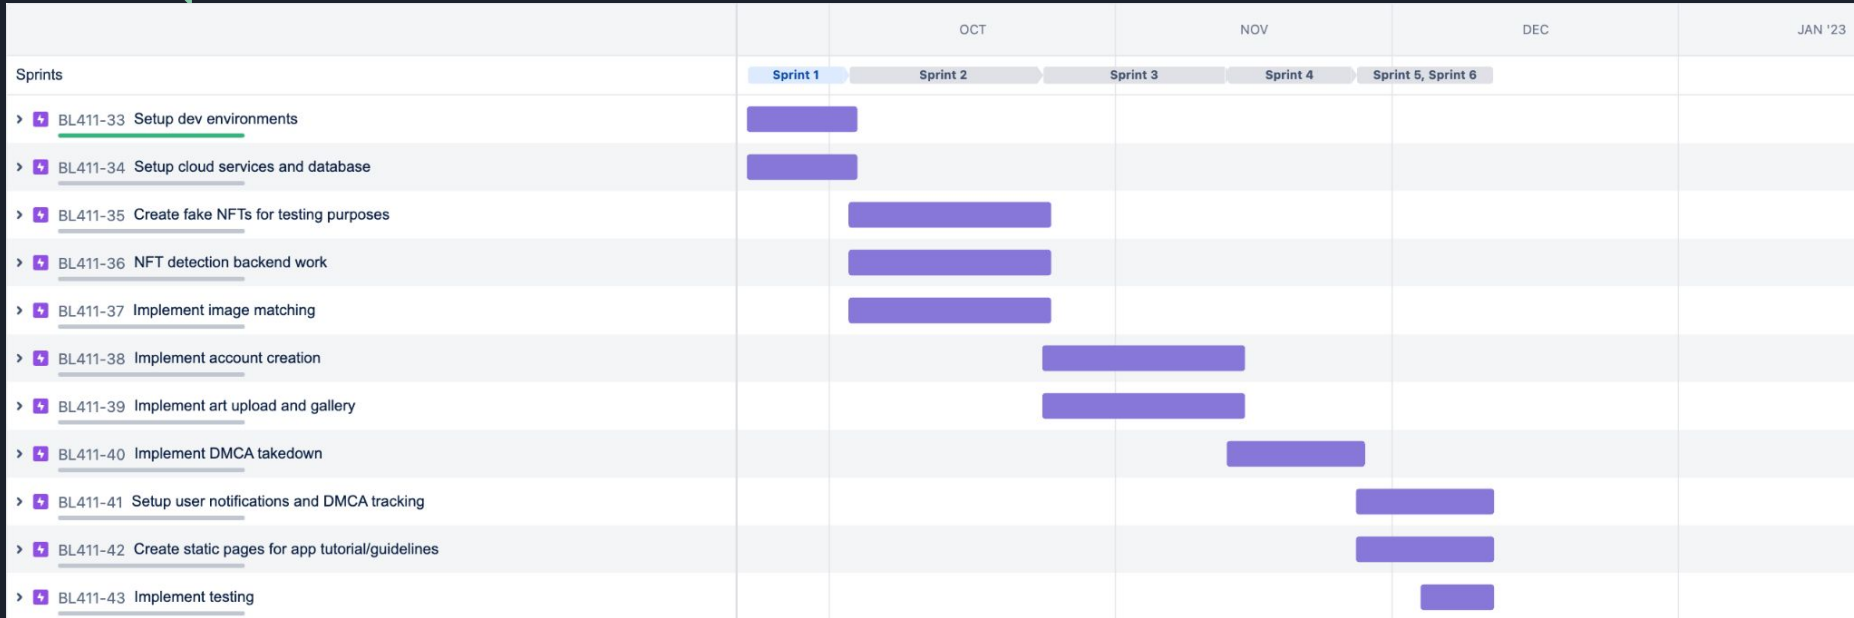 OCT NOV DEC JAN '23
Sprints Sprint 1 Sprint 2 Sprint 3 Sprint 4 Sprint 5, Sprint 6
BL411-33 Setup dev environments
BL411-34 Setup cloud services and database
BL411-35 Create fake NFTs for testing purposes
BL411-36 NFT detection backend work
BL411-37 Implement image matching
BL411-38 Implement account creation
BL411-39 Implement art upload and gallery
BL411-40 Implement DMCA takedown
BL411-41 Setup user notifications and DMCA tracking
BL411-42 Create static pages for app tutorial/guidelines
BL411-43 Implement testing